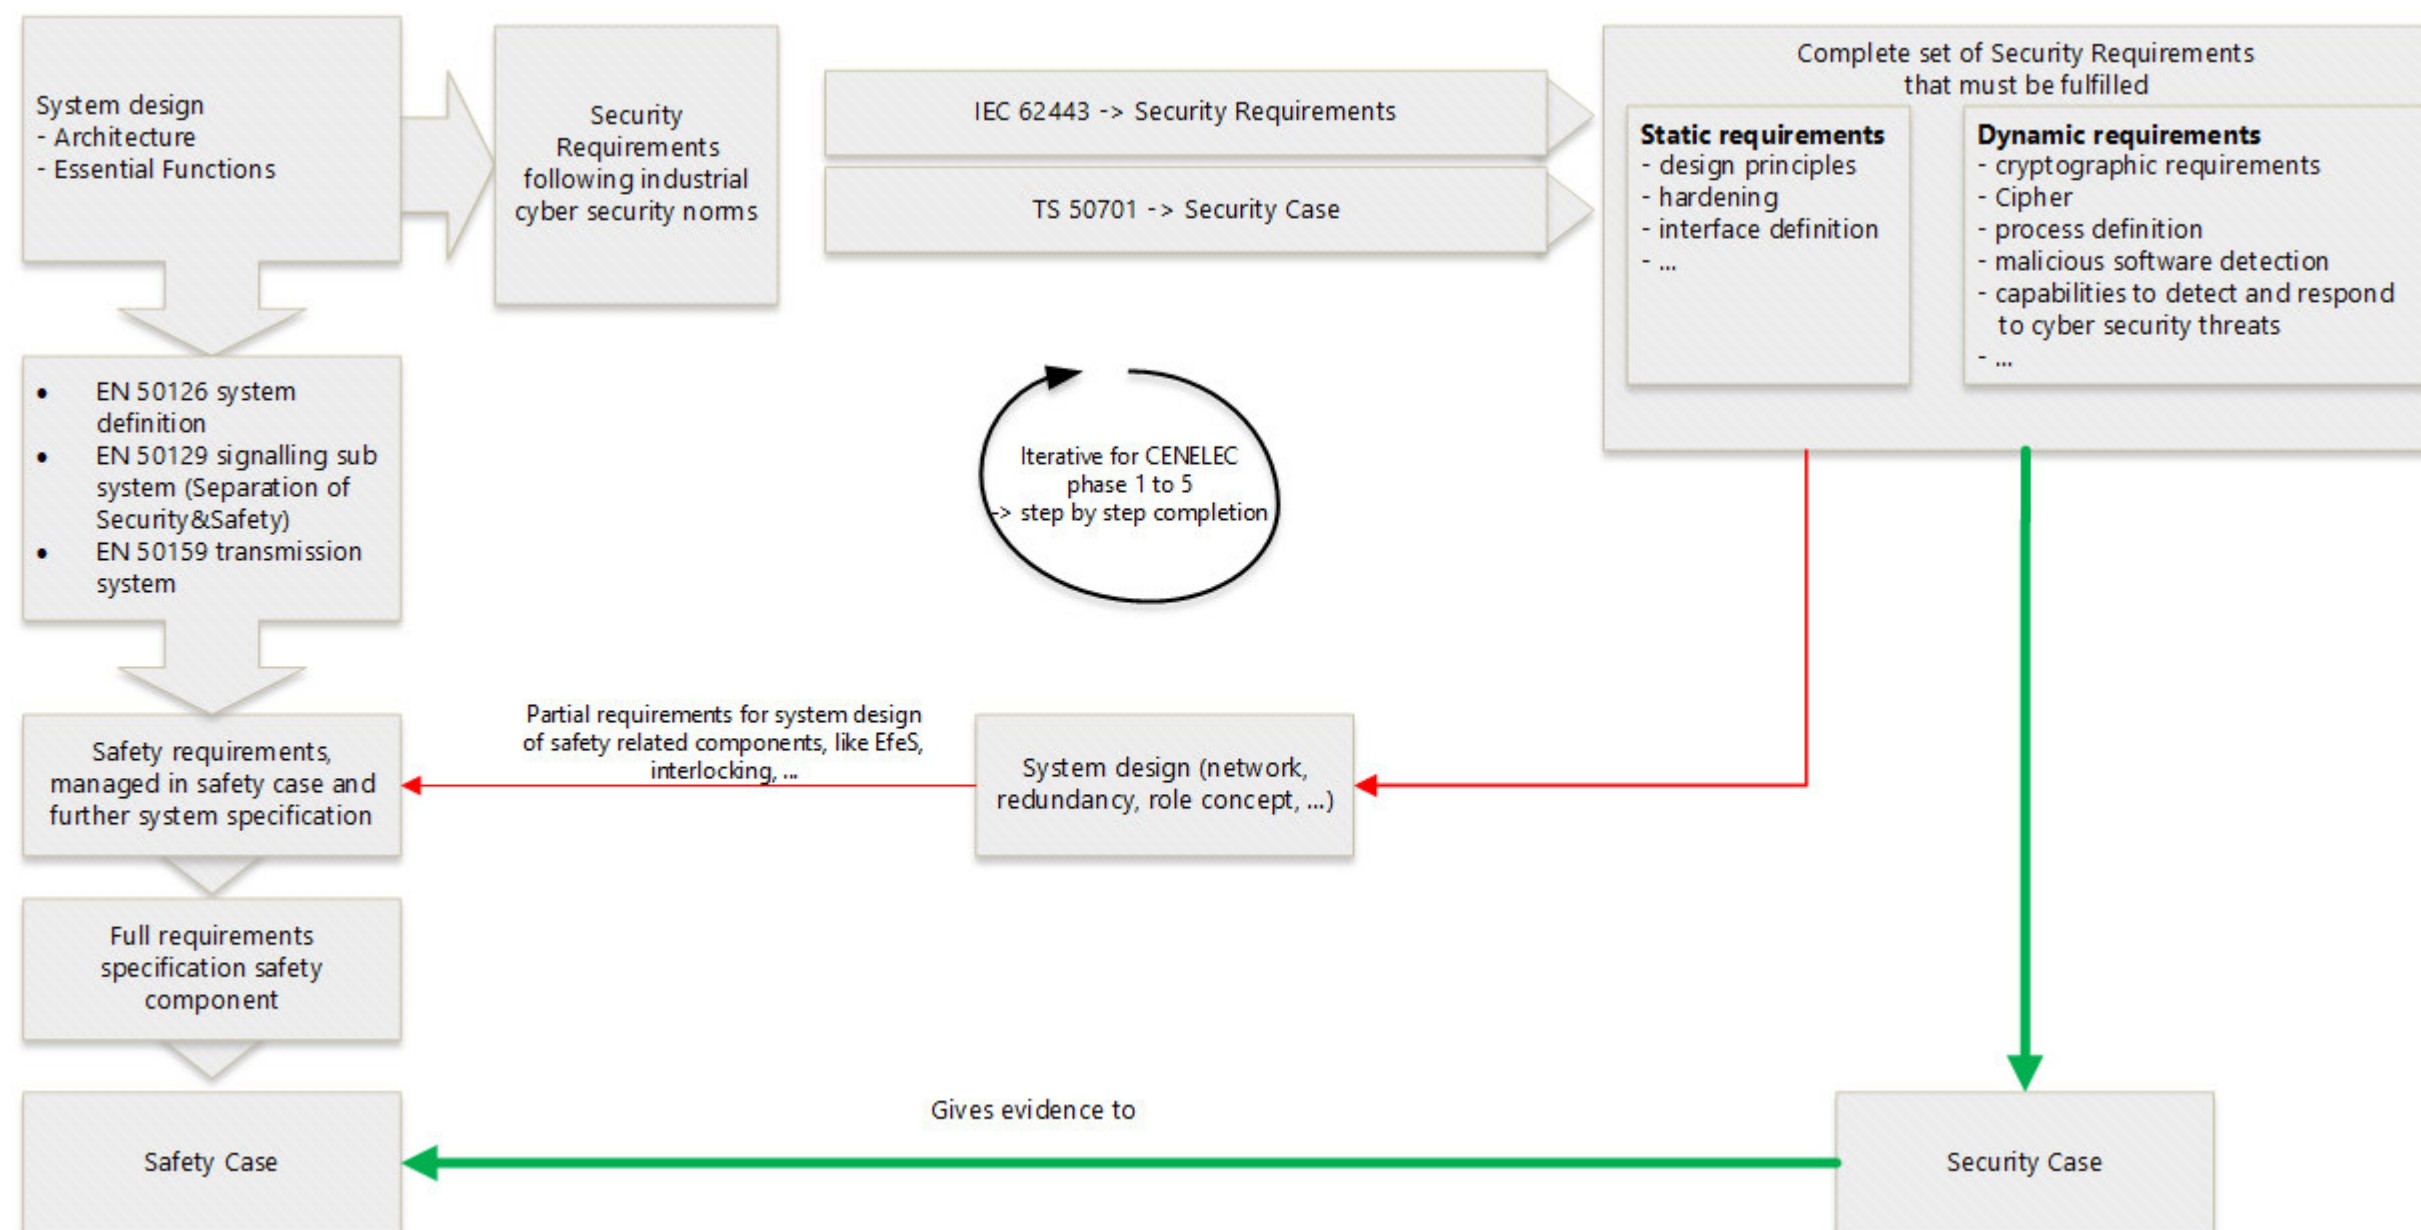 System design
- Architecture
- Essential Functions
Security
Requirements
following industrial
cyber security norms
IEC 62443 -> Security Requirements
TS 50701 -> Security Case
Complete set of Security Requirements
that must be fulfilled
Static requirements
- design principles
- hardening
- interface definition
- ...
Dynamic requirements
- cryptographic requirements
- Cipher
- process definition
- malicious software detection
- capabilities to detect and respond
to cyber security threats
- ...
• EN 50126 system
definition
• EN 50129 signalling sub
system (Separation of
Security&Safety)
• EN 50159 transmission
system
Iterative for CENELEC
phase 1 to 5
-> step by step completion
Safety requirements,
managed in safety case and
further system specification
Partial requirements for system design
of safety related components, like EfeS,
interlocking, ...
System design (network,
redundancy, role concept, ...)
Full requirements
specification safety
component
Safety Case
Gives evidence to
Security Case